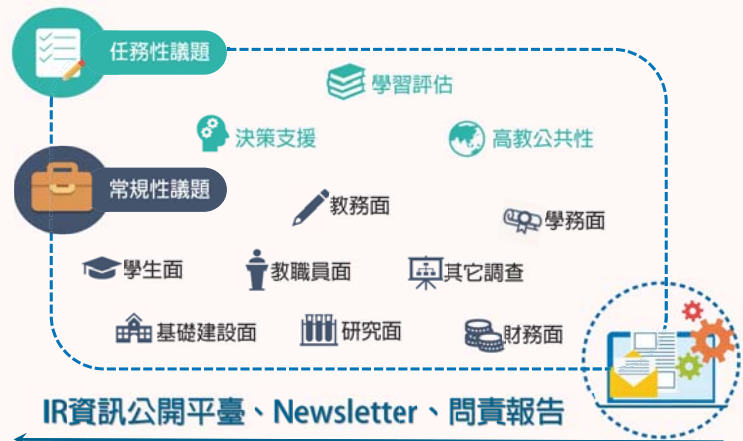 任務性議題
學習評估
決策支援
高教公共性
常規性議題
教務面
學務面
學生面
教職員面
其它調查
基礎建設面
研究面
財務面
IR資訊公開平臺、Newsletter、問責報告